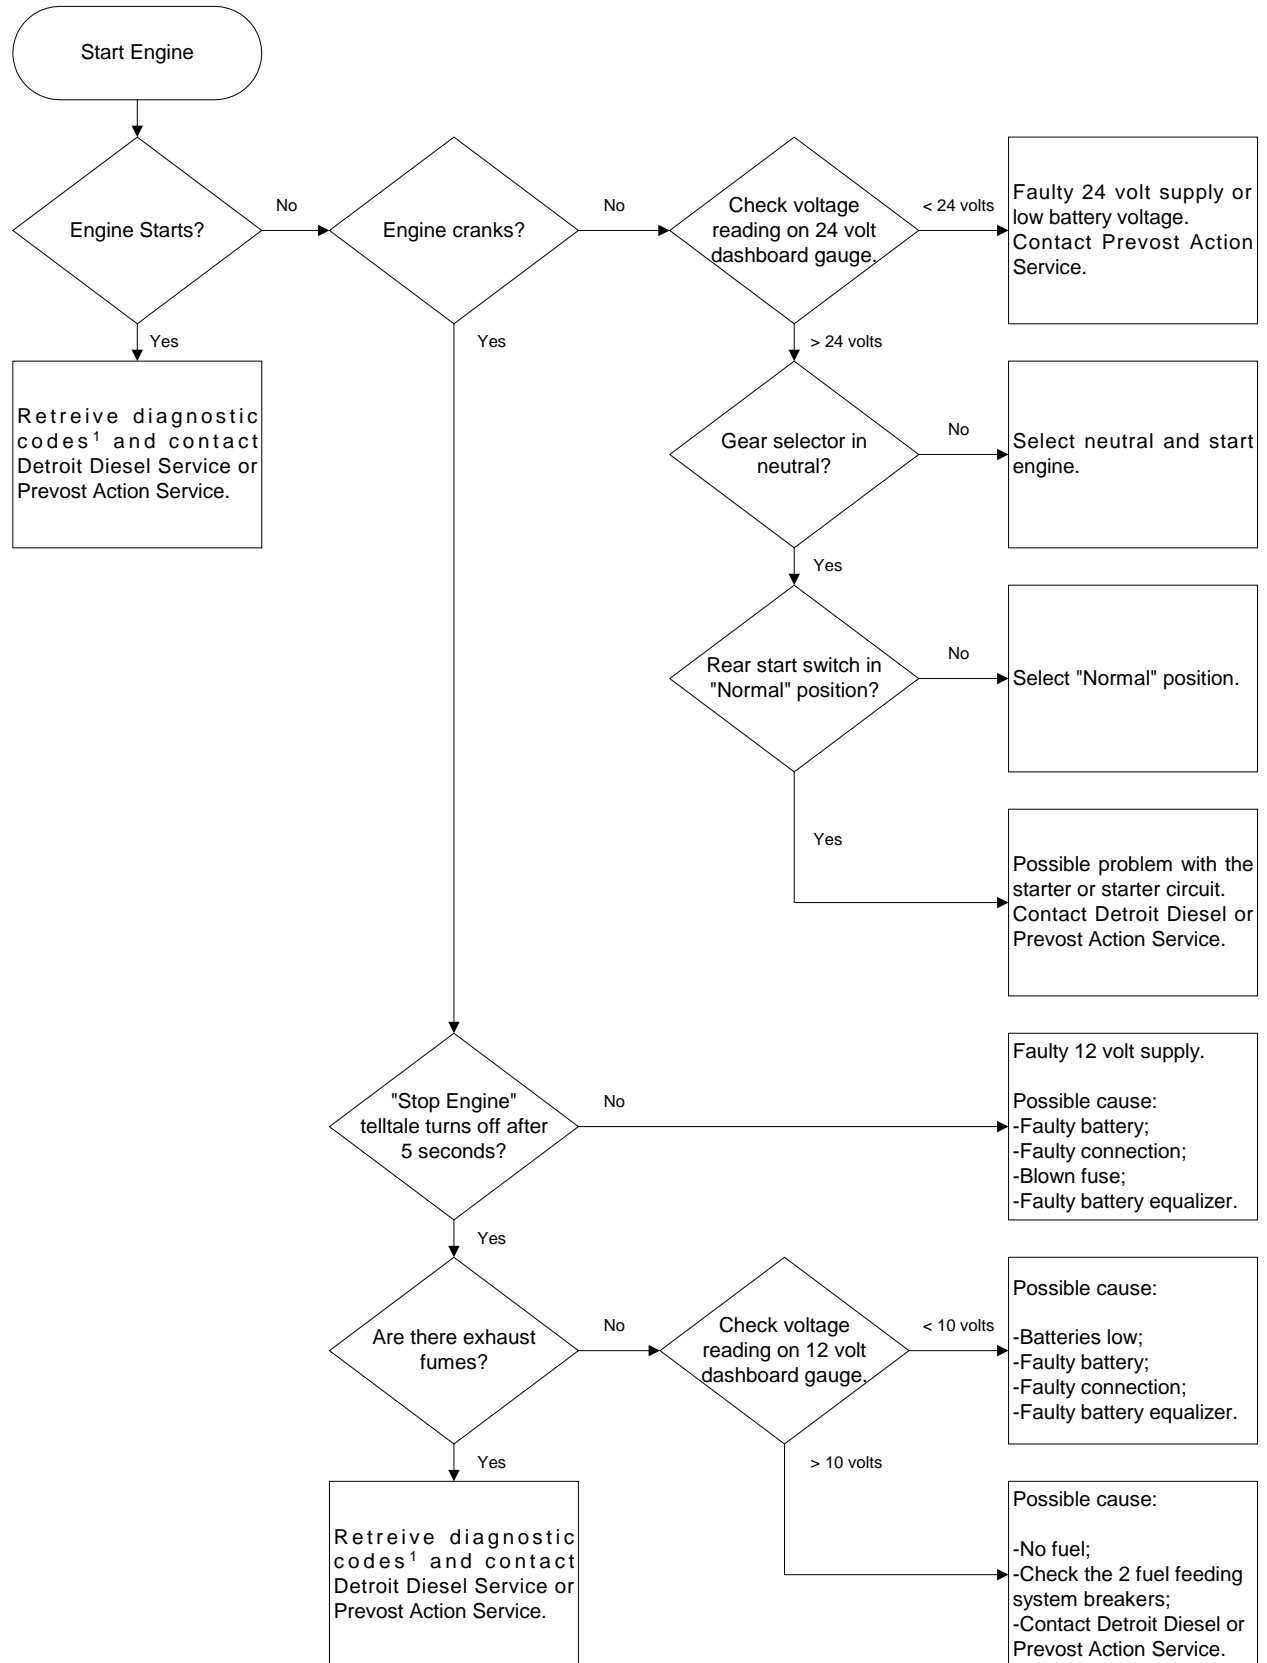 Start Engine
Engine Starts?
No
Engine cranks?
No
Check voltage
reading on 24 volt
dashboard gauge.
< 24 volts
Faulty 24 volt supply or
low battery voltage.
Contact Prevost Action
Service.
Yes
Yes
> 24 volts
Retreive diagnostic
codes¹ and contact
Detroit Diesel Service or
Prevost Action Service.
Gear selector in
neutral?
No
Select neutral and start
engine.
Yes
Rear start switch in
"Normal" position?
No
Select "Normal" position.
Yes
Possible problem with the
starter or starter circuit.
Contact Detroit Diesel or
Prevost Action Service.
"Stop Engine"
telltale turns off after
5 seconds?
No
Faulty 12 volt supply.
Possible cause:
-Faulty battery;
-Faulty connection;
-Blown fuse;
-Faulty battery equalizer.
Yes
Are there exhaust
fumes?
No
Check voltage
reading on 12 volt
dashboard gauge.
< 10 volts
Possible cause:
-Batteries low;
-Faulty battery;
-Faulty connection;
-Faulty battery equalizer.
Yes
> 10 volts
Retreive diagnostic
codes¹ and contact
Detroit Diesel Service or
Prevost Action Service.
Possible cause:
-No fuel;
-Check the 2 fuel feeding
system breakers;
-Contact Detroit Diesel or
Prevost Action Service.